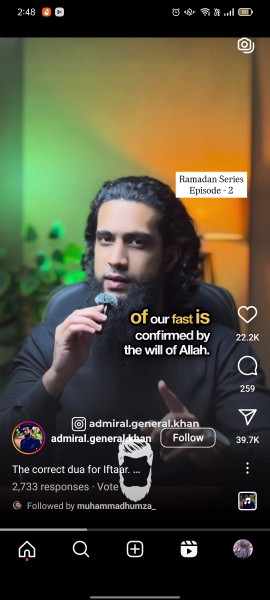 2:48
Ramadan Series
Episode - 2
of our fast is
confirmed by
the will of Allah.
22.2K
259
39.7K
admiral.general.khan
admiral.general.khan
Follow
The correct dua for Iftaar. ...
2,733 responses · Vote
Followed by muhammadhumza_